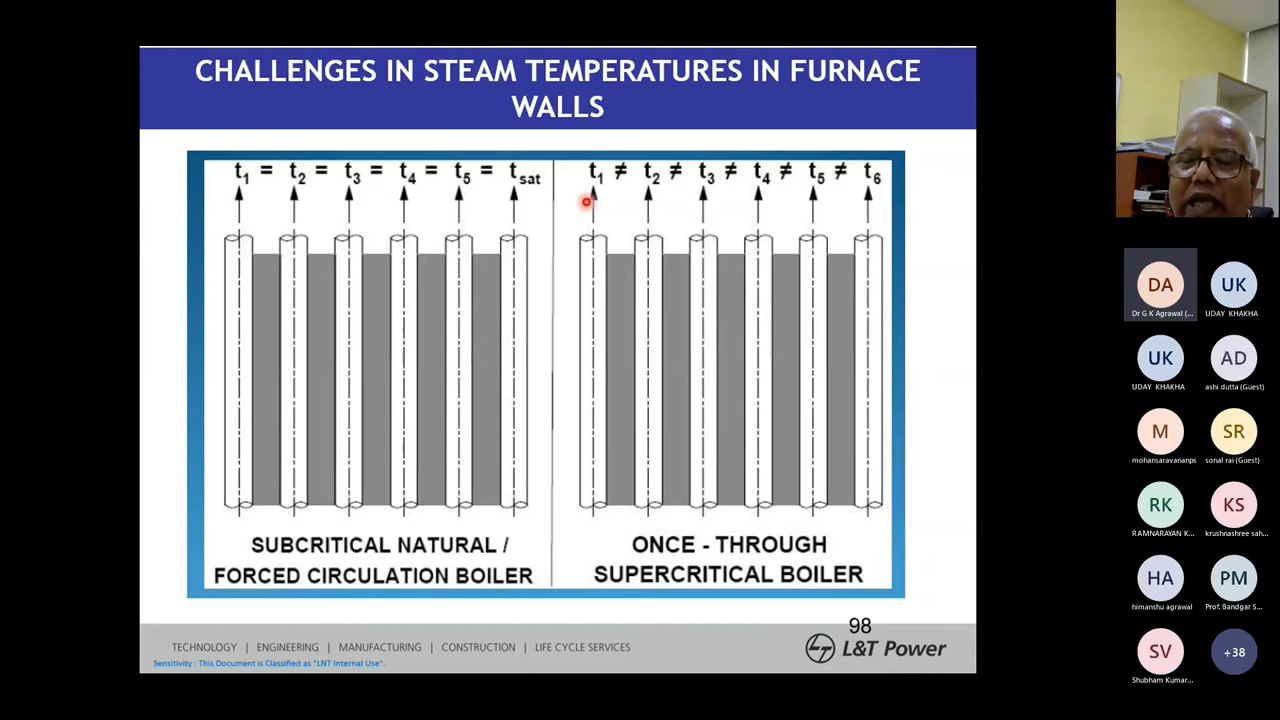 CHALLENGES IN STEAM TEMPERATURES IN FURNACE
WALLS
t1 = t2 = t3 = t4 = t5 = tsat
t1 ≠ t2 ≠ t3 ≠ t4 ≠ t5 ≠ t6
SUBCRITICAL NATURAL /
FORCED CIRCULATION BOILER
ONCE - THROUGH
SUPERCRITICAL BOILER
98
TECHNOLOGY | ENGINEERING | MANUFACTURING | CONSTRUCTION | LIFE CYCLE SERVICES
L&T Power
Sensitivity : This Document is Classified as "LNT Internal Use".
DA
Dr G K Agrawal (...
UK
UDAY KHAKHA
UK
UDAY KHAKHA
AD
ashi dutta (Guest)
M
mohansaravananps
SR
sonal rai (Guest)
RK
RAMNARAYAN K...
KS
krushnashree sah...
HA
himanshu agrawal
PM
Prof. Bandgar S...
SV
Shubham Kumar...
+38